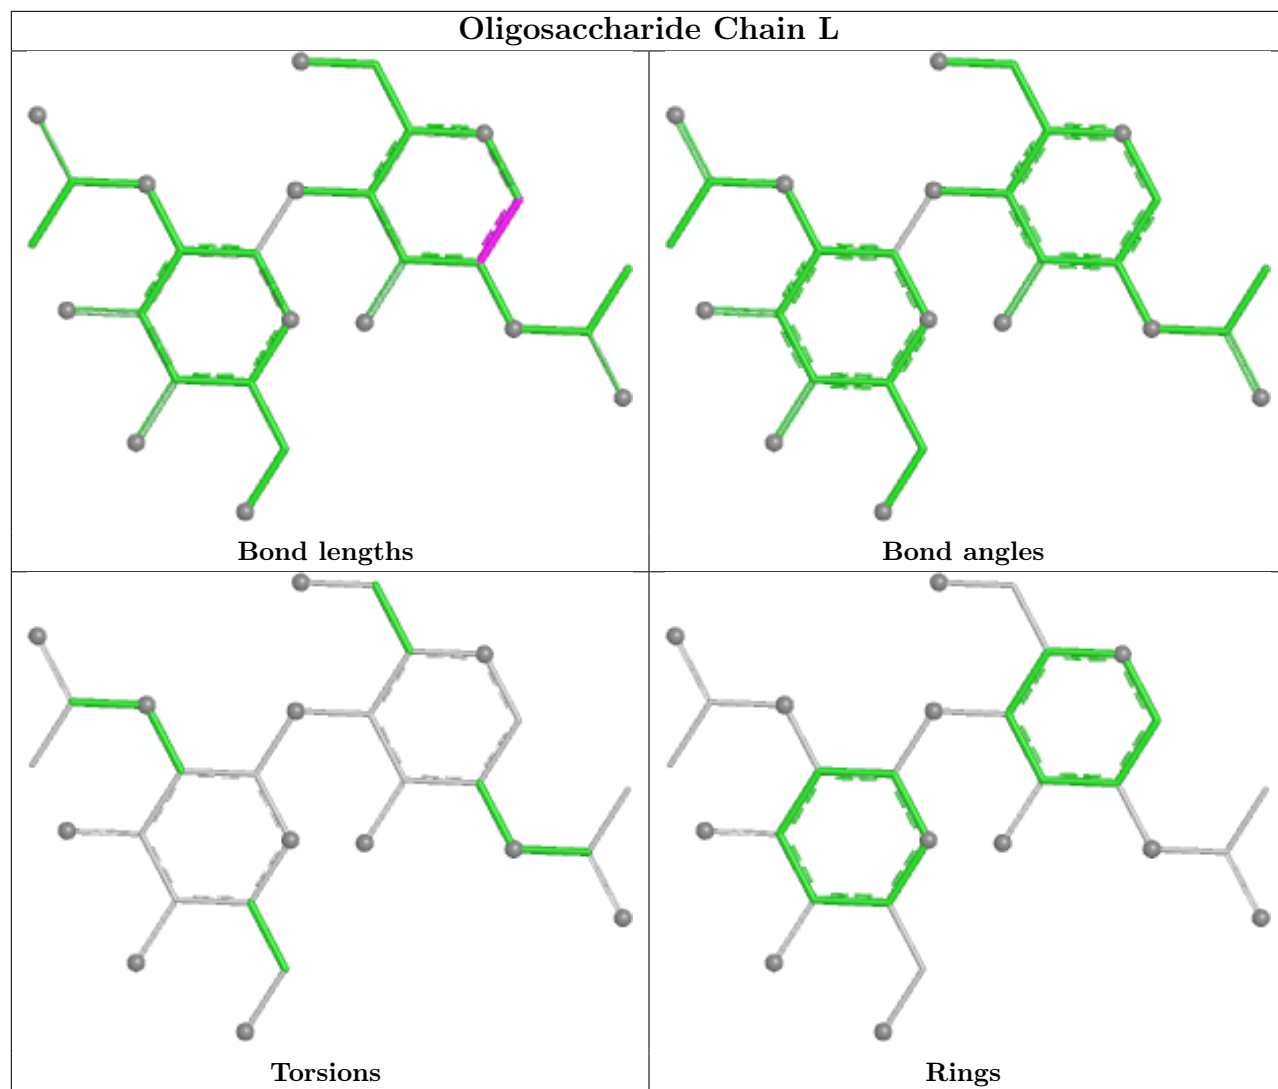 Oligosaccharide Chain L
Bond lengths
Bond angles
Torsions
Rings